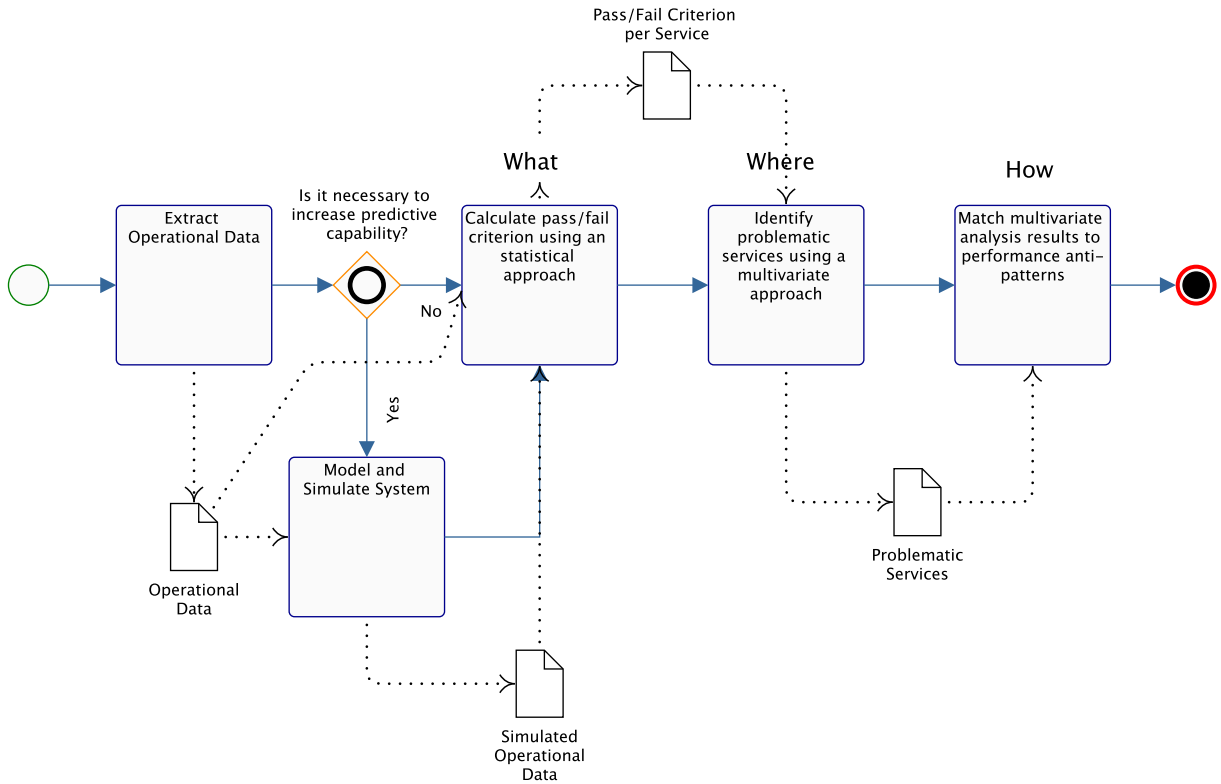 Pass/Fail Criterion
per Service
What
Where
How
Is it necessary to
increase predictive
capability?
Extract
Operational Data
Calculate pass/fail
criterion using an
statistical
approach
Identify
problematic
services using a
multivariate
approach
Match multivariate
analysis results to
performance anti-
patterns
No
Yes
Model and
Simulate System
Operational
Data
Problematic
Services
Simulated
Operational
Data